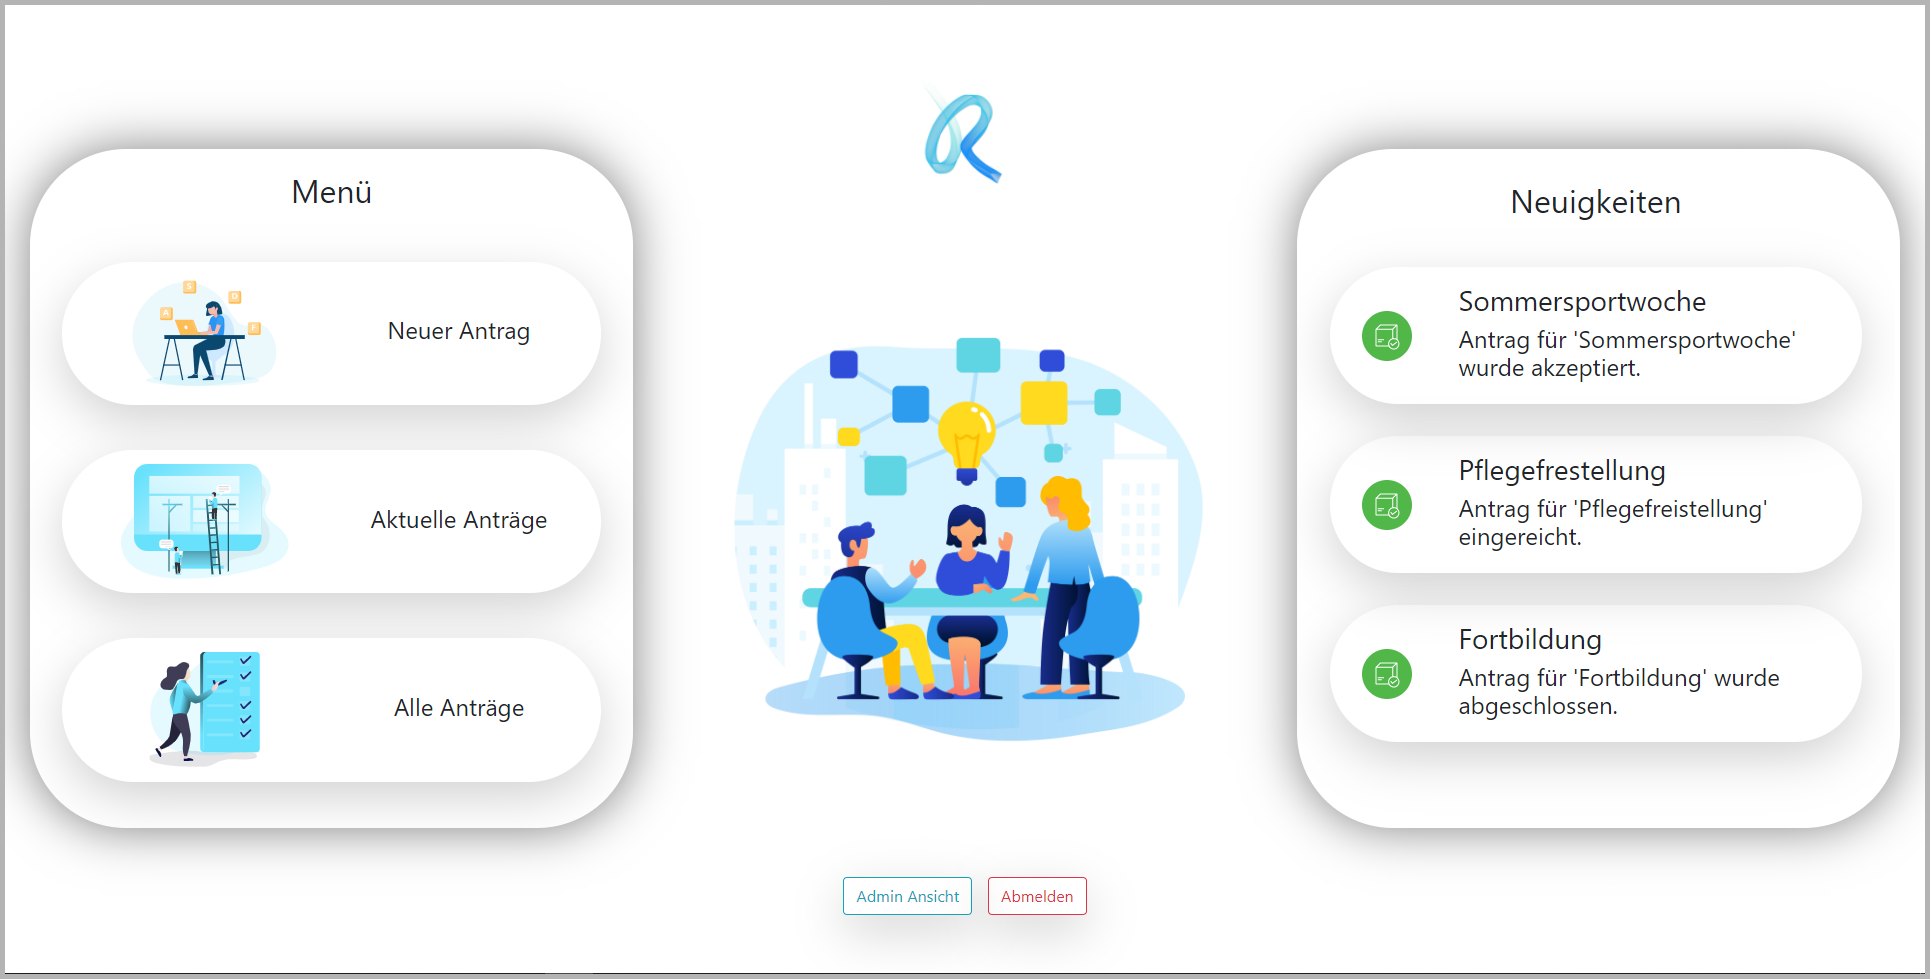 Menü
Neuer Antrag
Aktuelle Anträge
Alle Anträge
R
S
D
A
F
Neuigkeiten
Sommersportwoche
Antrag für 'Sommersportwoche'
wurde akzeptiert.
Pflegefrestellung
Antrag für 'Pflegefreistellung'
eingereicht.
Fortbildung
Antrag für 'Fortbildung' wurde
abgeschlossen.
Admin Ansicht
Abmelden